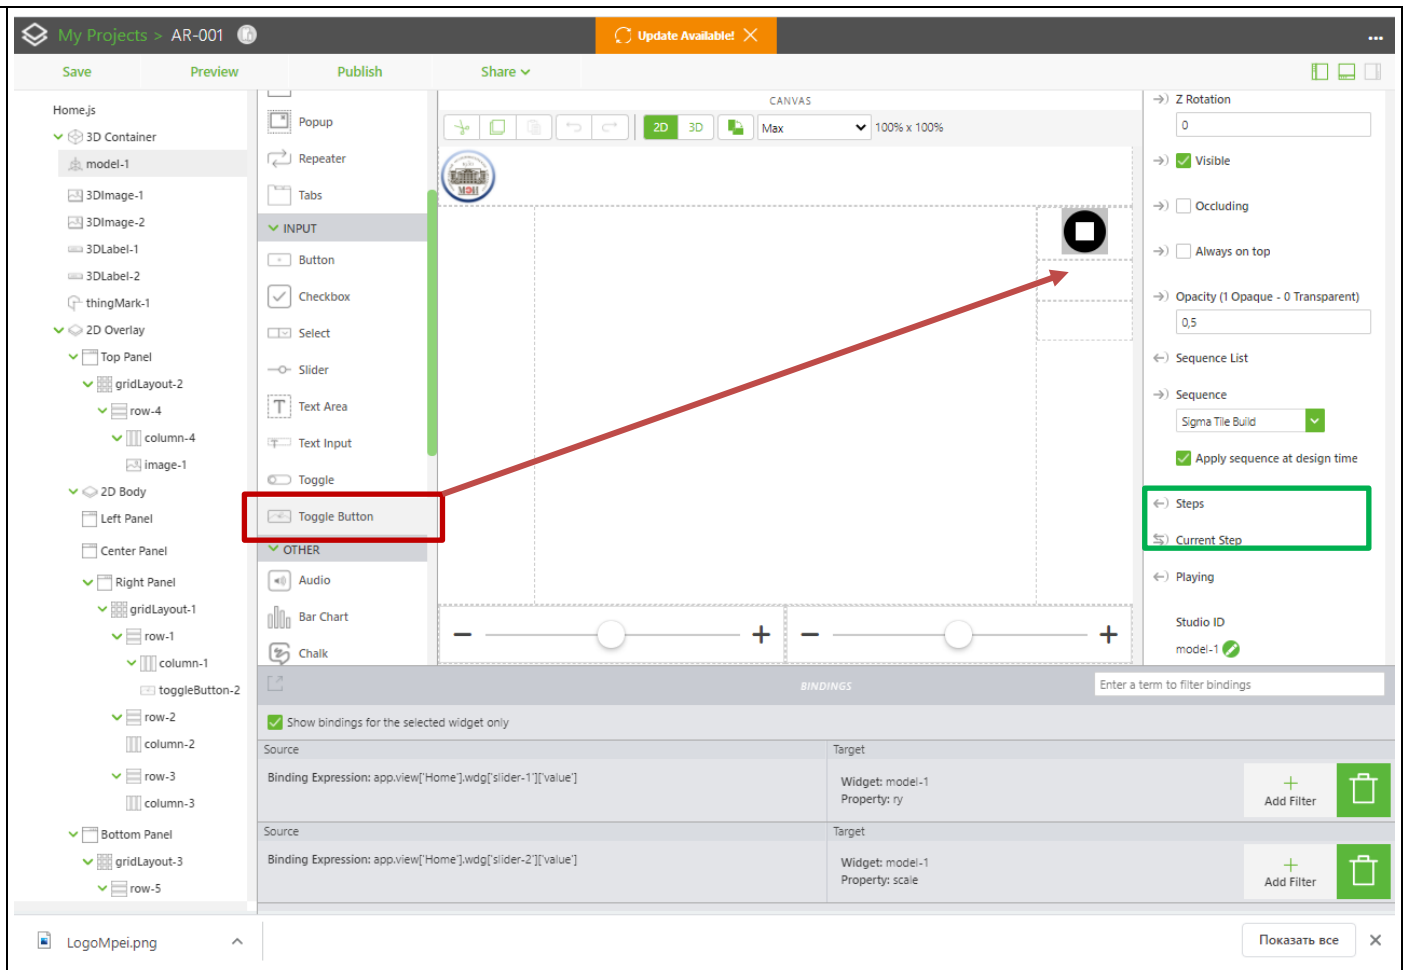 My Projects > AR-001
Update Available!
Save
Preview
Publish
Share
Home.js
3D Container
model-1
3DImage-1
3DImage-2
3DLabel-1
3DLabel-2
thingMark-1
2D Overlay
Top Panel
gridLayout-2
row-4
column-4
image-1
2D Body
Left Panel
Center Panel
Right Panel
gridLayout-1
row-1
column-1
toggleButton-2
row-2
column-2
row-3
column-3
Bottom Panel
gridLayout-3
row-5
Popup
Repeater
Tabs
INPUT
Button
Checkbox
Select
Slider
Text Area
Text Input
Toggle
Toggle Button
OTHER
Audio
Bar Chart
Chalk
CANVAS
2D
3D
Max
100% x 100%
МЭИ
Z Rotation
0
Visible
Occluding
Always on top
Opacity (1 Opaque - 0 Transparent)
0,5
Sequence List
Sequence
Sigma Tile Build
Apply sequence at design time
Steps
Current Step
Playing
Studio ID
model-1
BINDINGS
Enter a term to filter bindings
Show bindings for the selected widget only
Source
Target
Binding Expression: app.view['Home'].wdg['slider-1']['value']
Widget: model-1
Property: ry
Add Filter
Source
Target
Binding Expression: app.view['Home'].wdg['slider-2']['value']
Widget: model-1
Property: scale
Add Filter
LogoMpei.png
Показать все